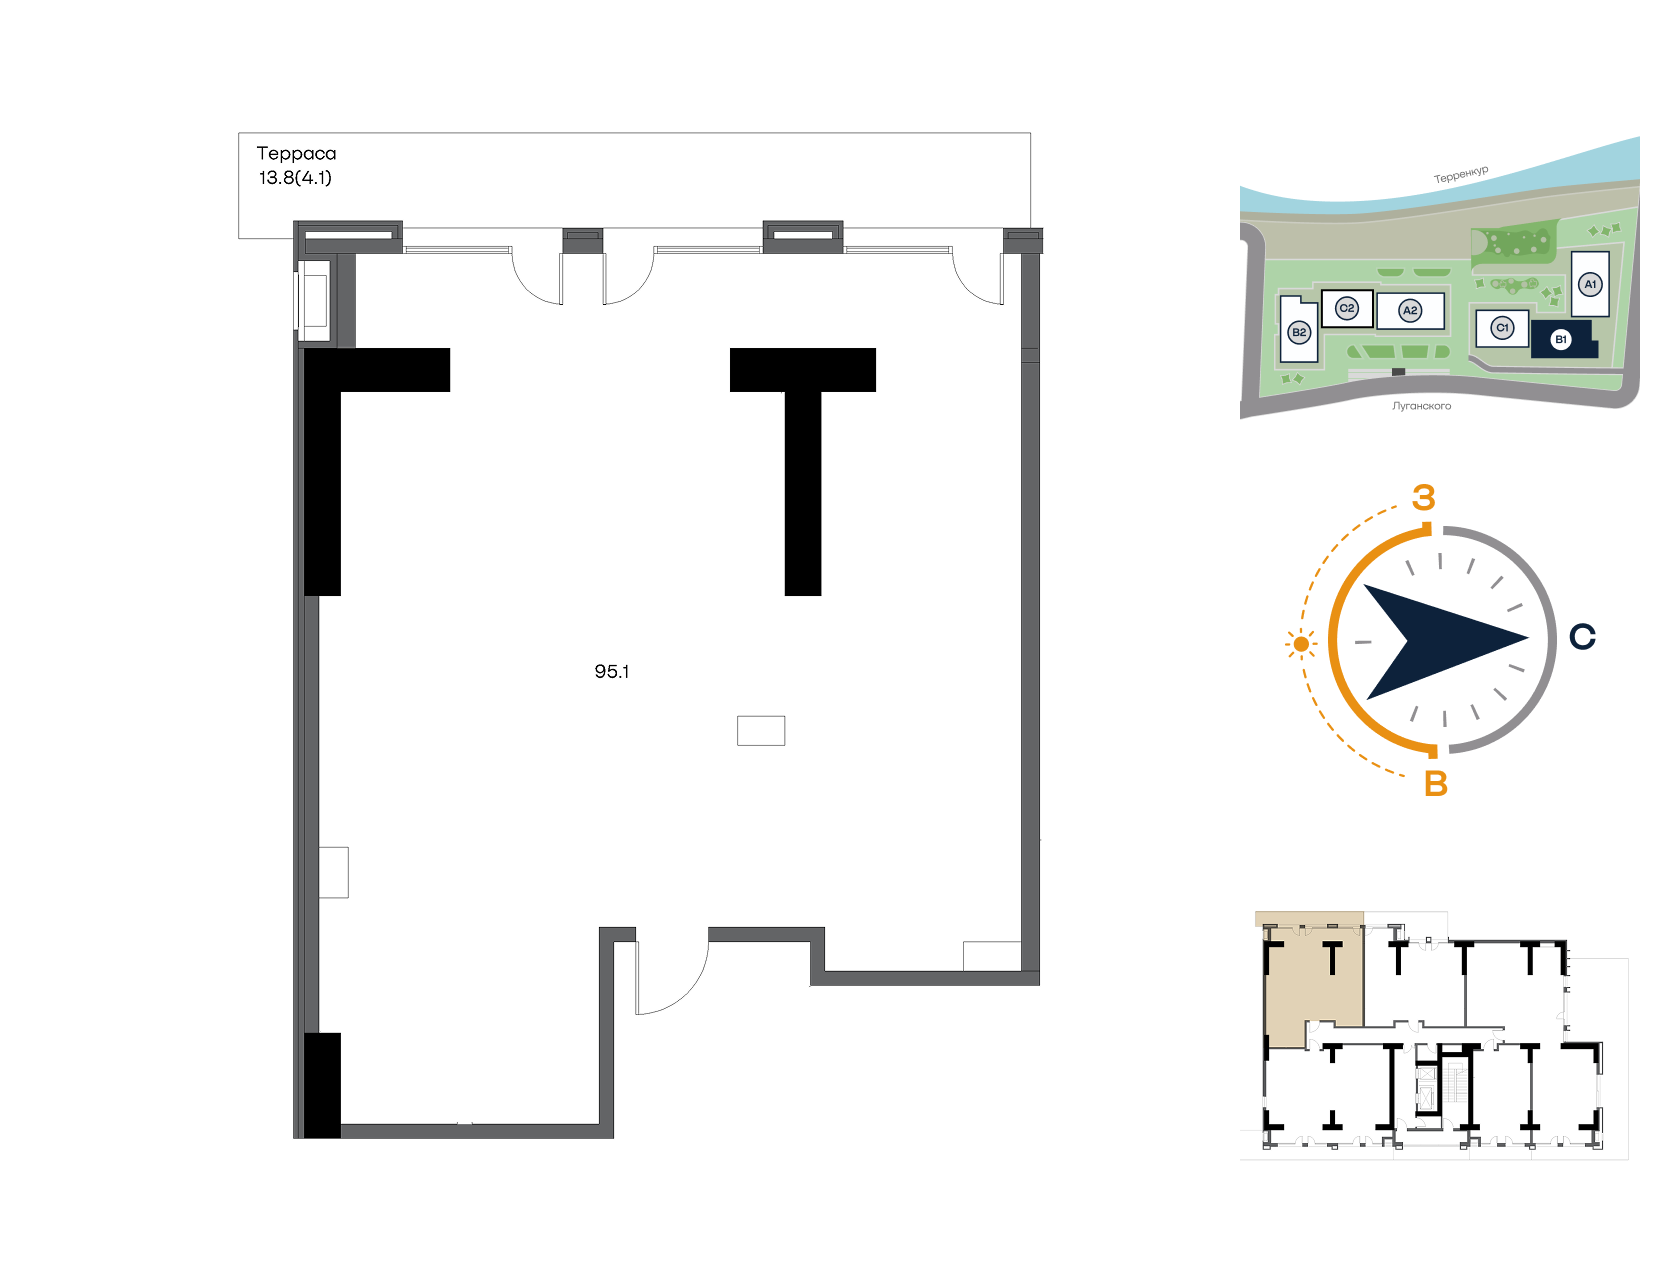 Терраса
13.8(4.1)
95.1
Терренкур
A1
C2
A2
B2
C1
B1
Луганского
З
С
В